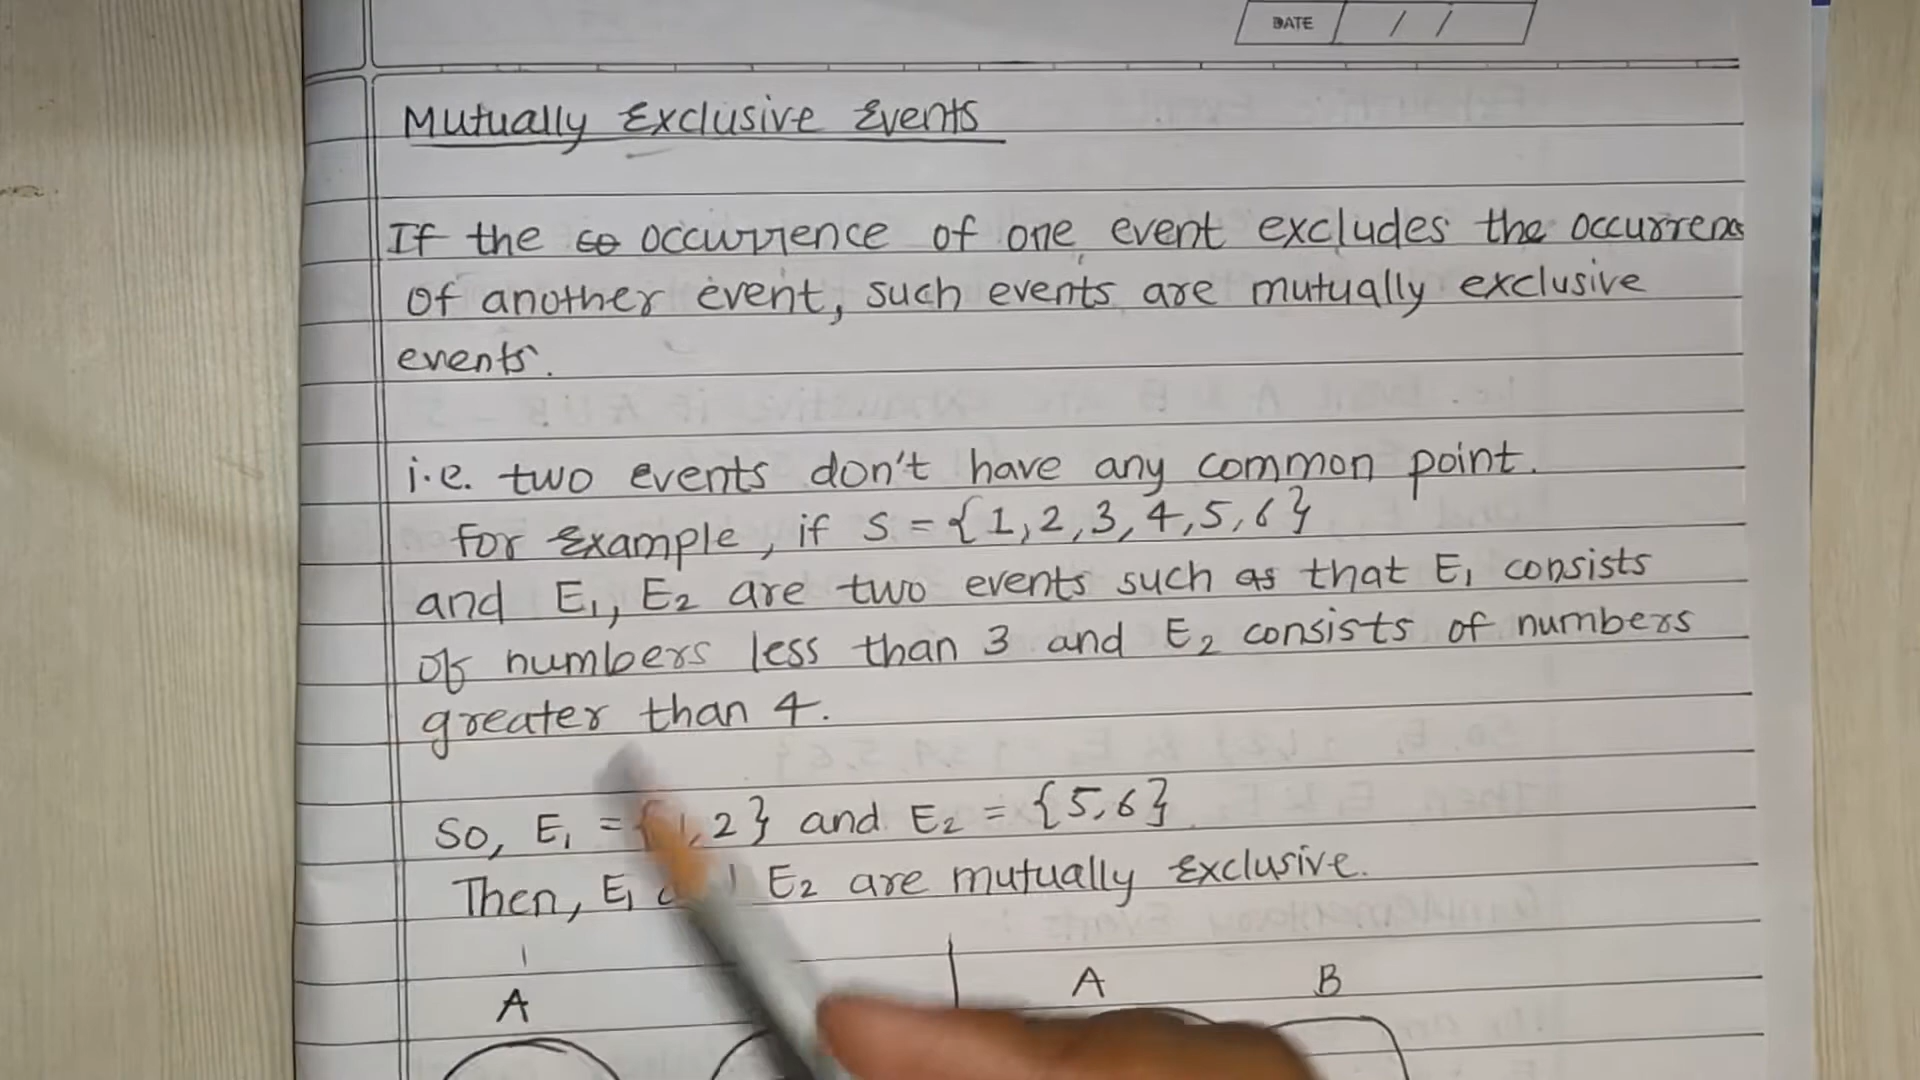 DATE / /
Mutually Exclusive Events
If the co occurrence of one event excludes the occurrence
of another event, such events are mutually exclusive
events.
i.e. two events don't have any common point.
For Example, if S = {1, 2, 3, 4, 5, 6}
and E₁, E₂ are two events such as that E₁ consists
of numbers less than 3 and E₂ consists of numbers
greater than 4.
So, E₁ = {1, 2} and E₂ = {5, 6}
Then, E₁ and E₂ are mutually Exclusive.
A
A B